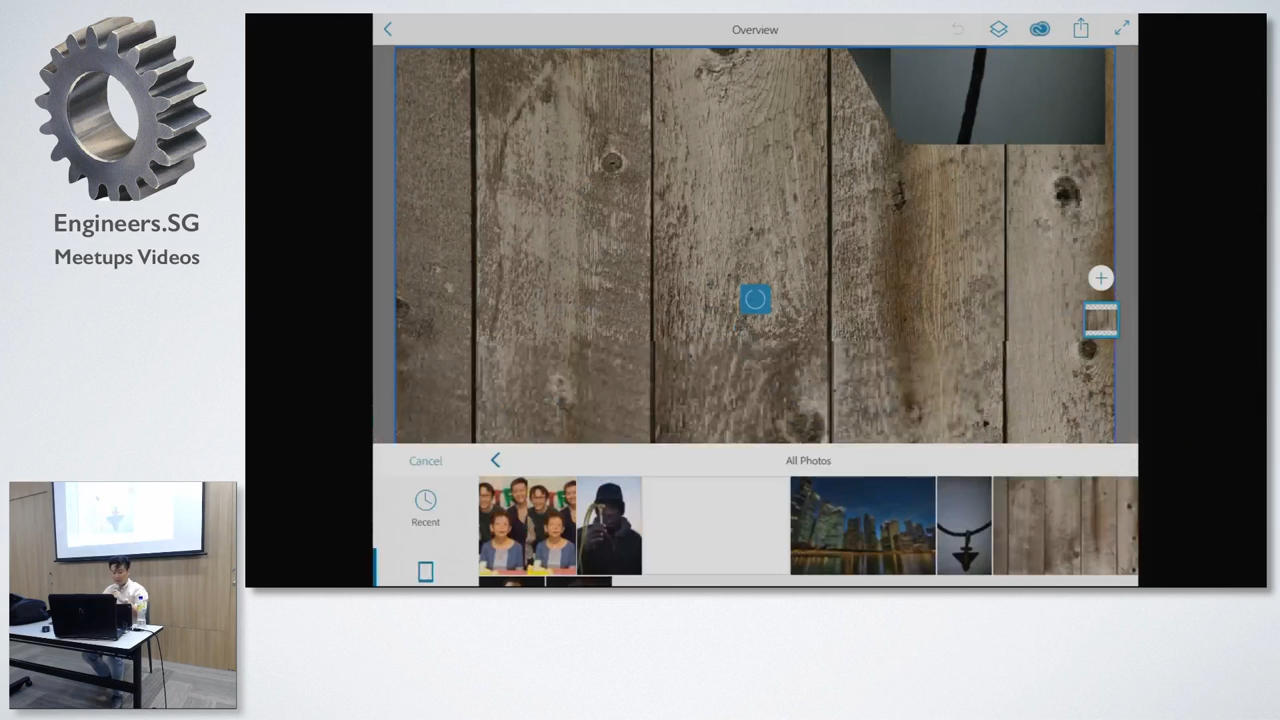 Engineers.SG
Meetups Videos
Overview
Cancel
All Photos
Recent